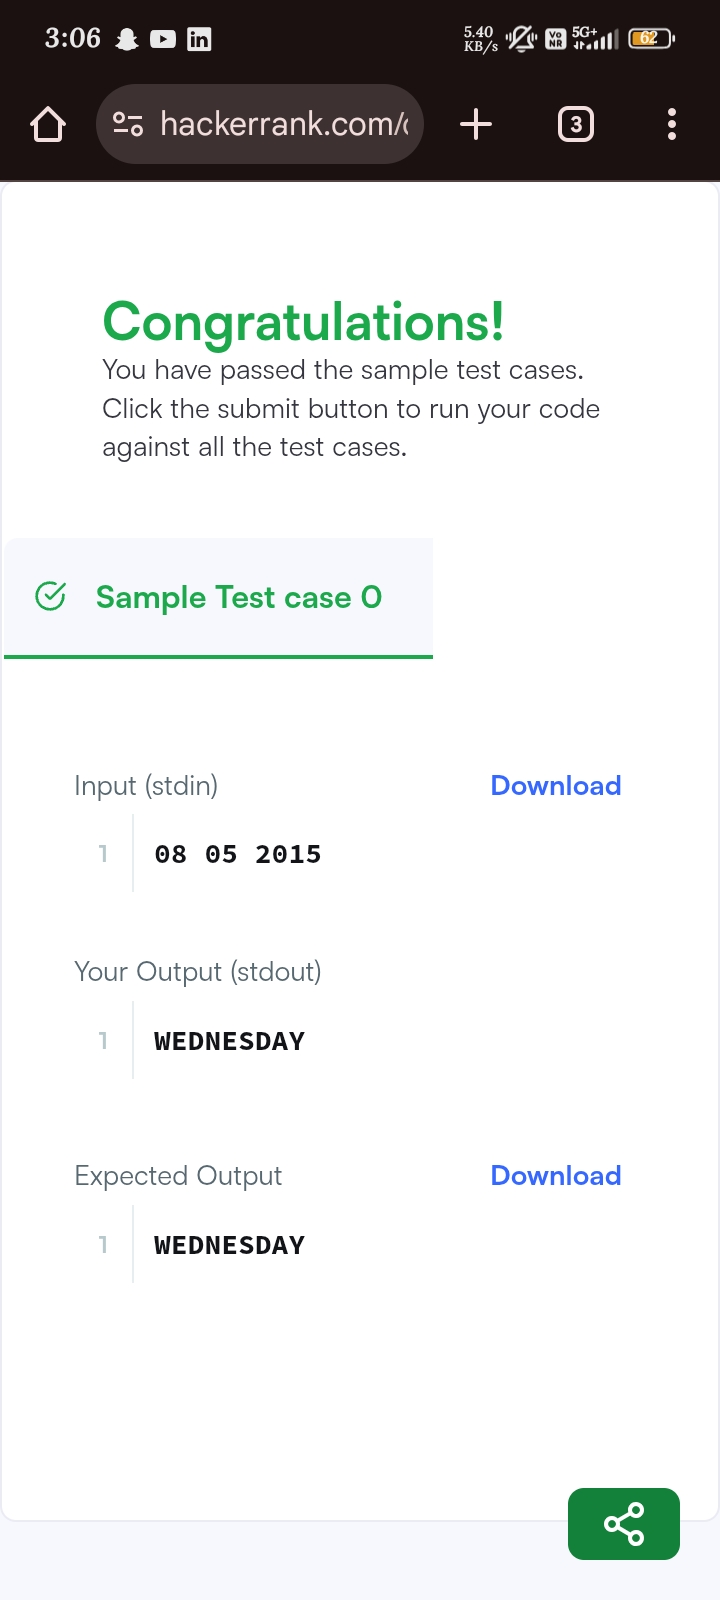 3:06 5.40 KB/s Vo NR 5G+ 62
hackerrank.com/c 3
Congratulations!
You have passed the sample test cases.
Click the submit button to run your code
against all the test cases.
Sample Test case 0
Input (stdin) Download
1 08 05 2015
Your Output (stdout)
1 WEDNESDAY
Expected Output Download
1 WEDNESDAY